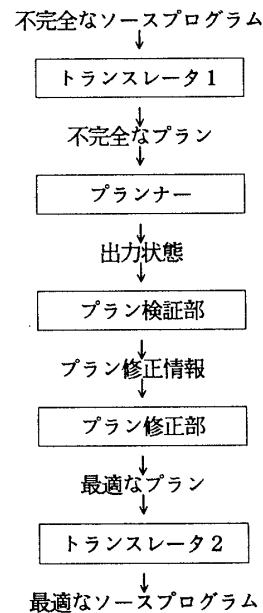 不完全なソースプログラム
トランスレータ1
不完全なプラン
プランナー
出力状態
プラン検証部
プラン修正情報
プラン修正部
最適なプラン
トランスレータ2
最適なソースプログラム